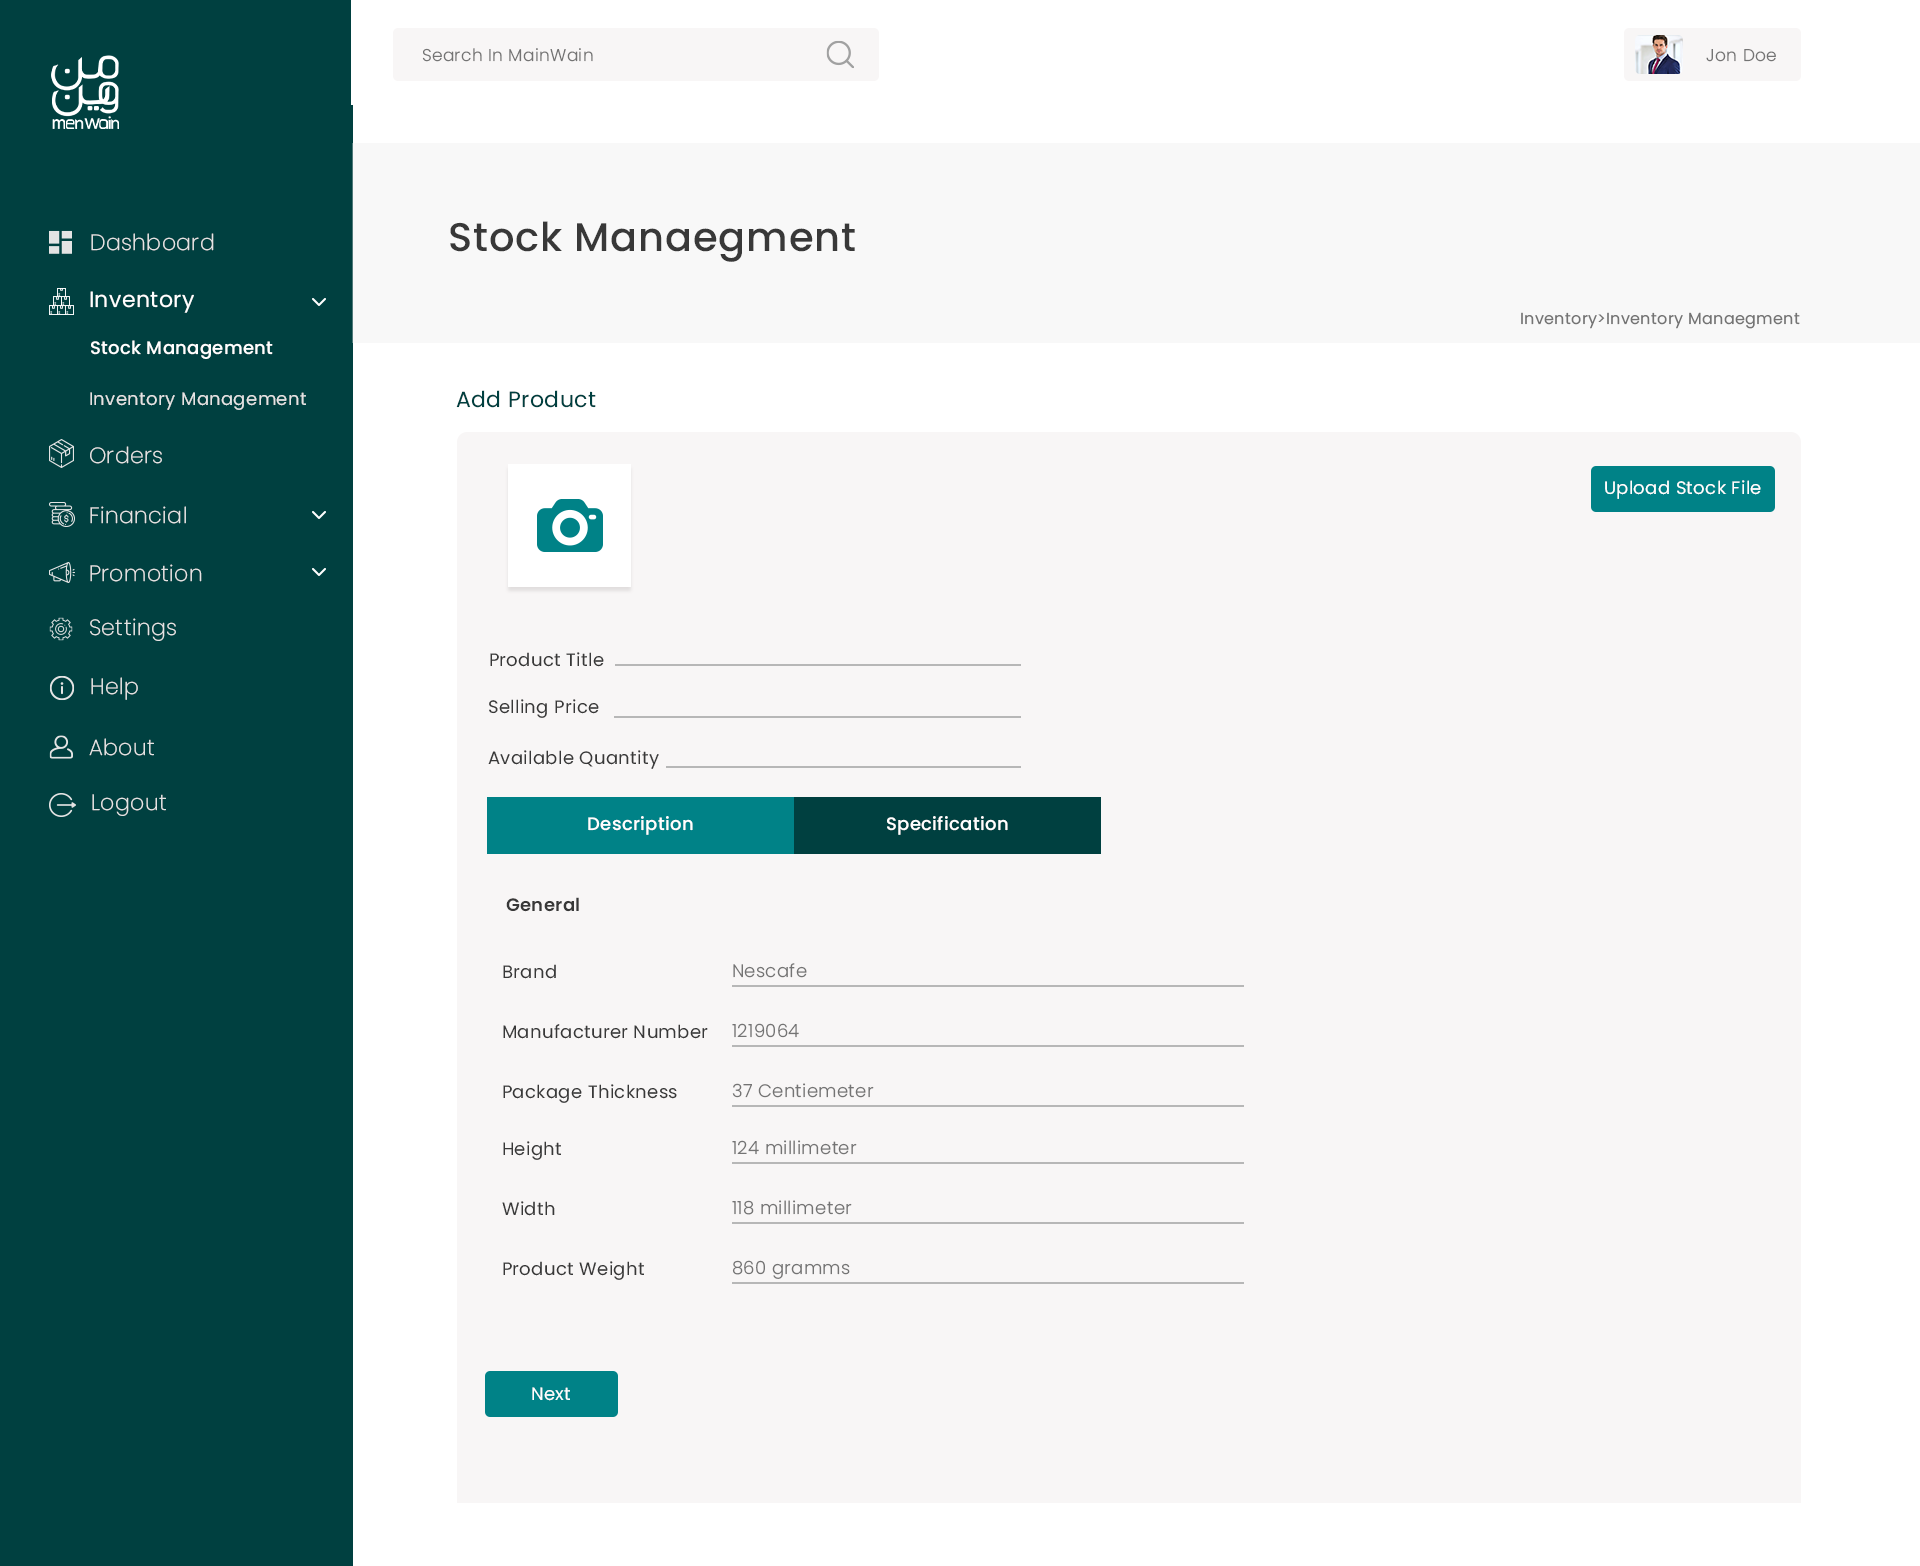 من
وين
menWain
Search In MainWain
Jon Doe
Dashboard
Inventory
Stock Management
Inventory Management
Orders
Financial
Promotion
Settings
Help
About
Logout
Stock Manaegment
Inventory>Inventory Manaegment
Add Product
Upload Stock File
Product Title
Selling Price
Available Quantity
Description
Specification
General
Brand
Nescafe
Manufacturer Number
1219064
Package Thickness
37 Centiemeter
Height
124 millimeter
Width
118 millimeter
Product Weight
860 gramms
Next